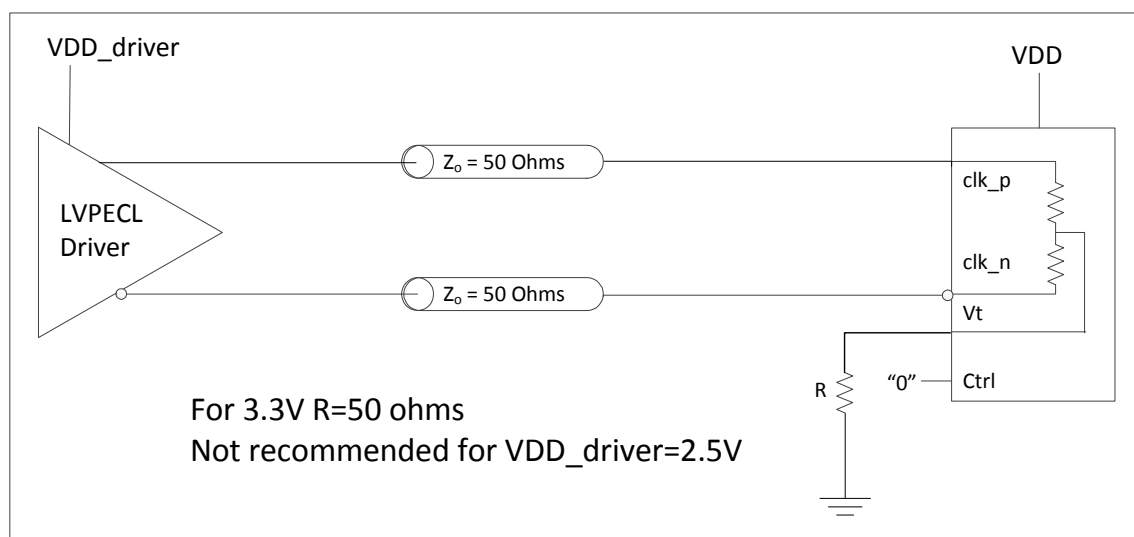 VDD_driver
VDD
Zo = 50 Ohms
clk_p
LVPECL
Driver
clk_n
Zo = 50 Ohms
Vt
R
“0”
Ctrl
For 3.3V R=50 ohms
Not recommended for VDD_driver=2.5V